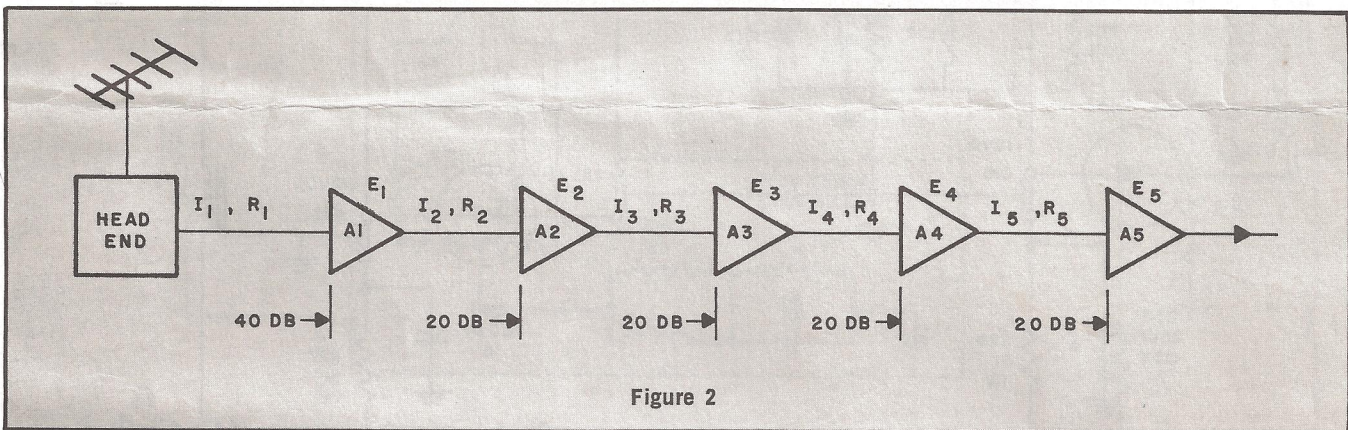 HEAD
END
I1 , R1
A1
E1
I2 , R2
A2
E2
I3 , R3
A3
E3
I4 , R4
A4
E4
I5 , R5
A5
E5
40 DB
20 DB
20 DB
20 DB
20 DB
Figure 2